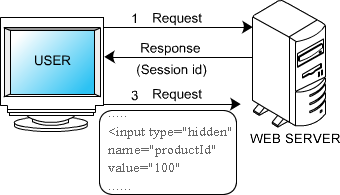 1 Request
Response
(Session id)
USER
3 Request
WEB SERVER
.....
<input type="hidden"
name="productId"
value="100"
......